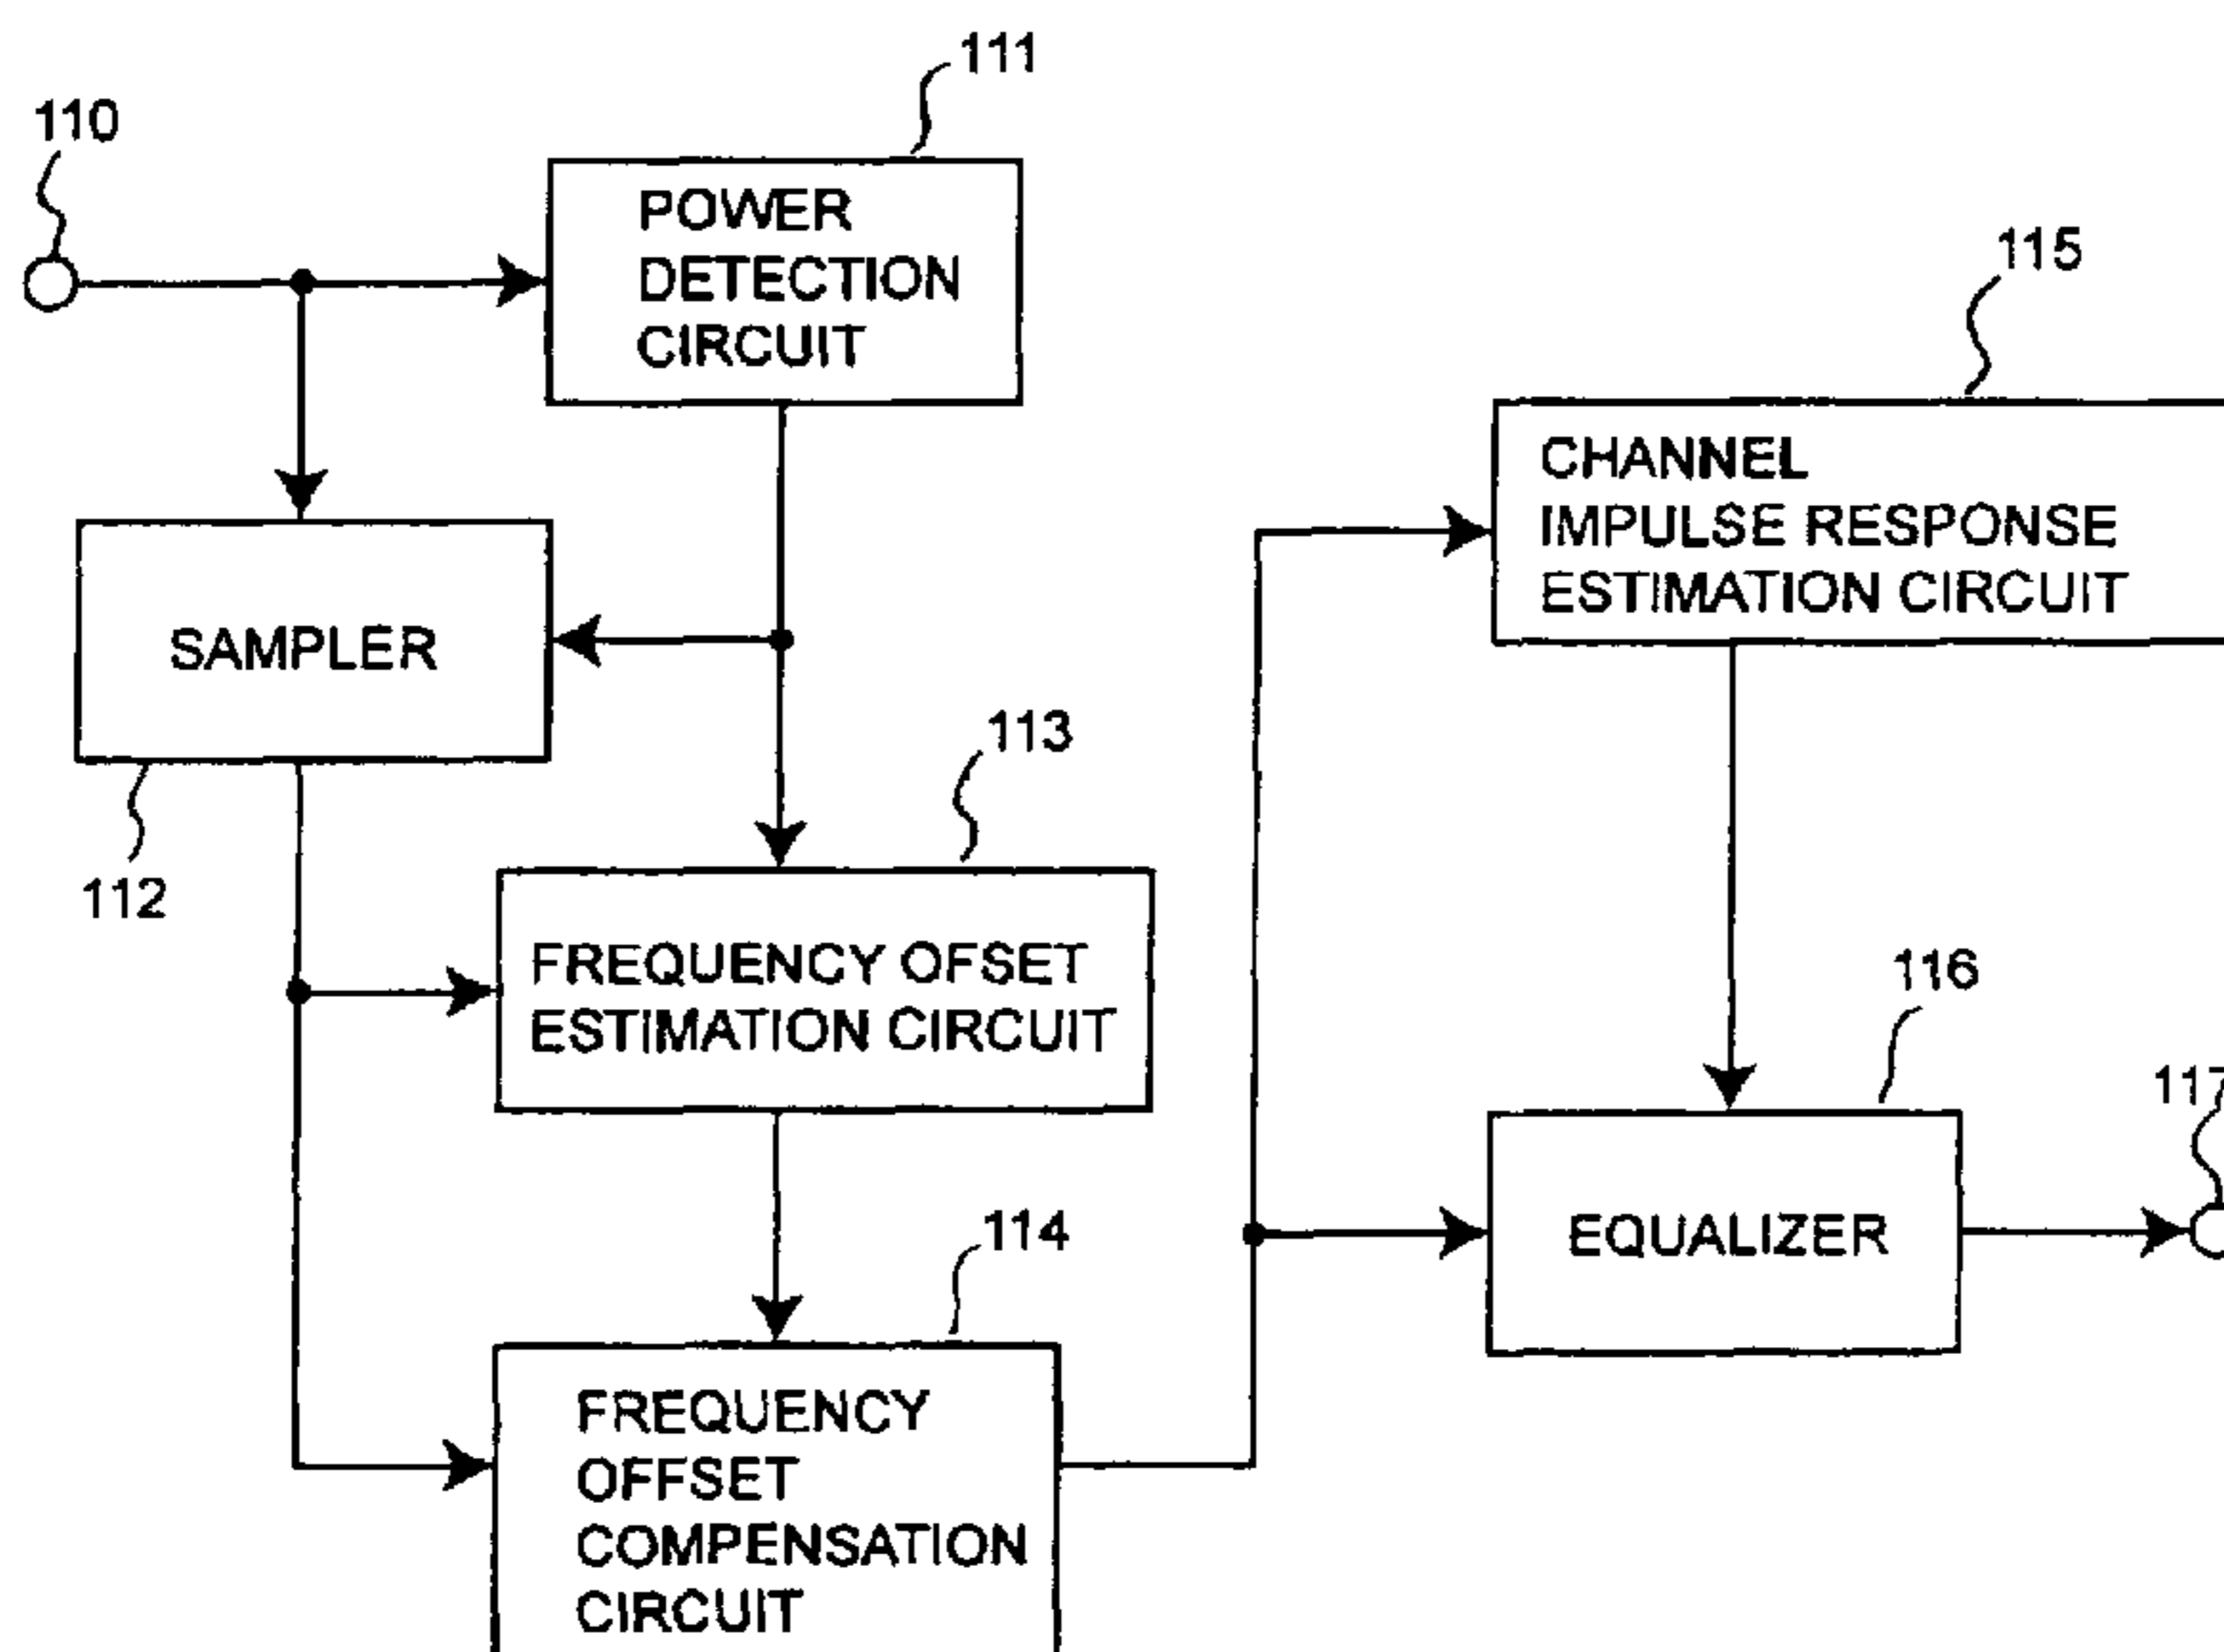 111
110
POWER
DETECTION
CIRCUIT
115
CHANNEL
IMPULSE RESPONSE
ESTIMATION CIRCUIT
SAMPLER
113
112
FREQUENCY OFSET
ESTIMATION CIRCUIT
116
117
114
EQUALIZER
FREQUENCY
OFFSET
COMPENSATION
CIRCUIT